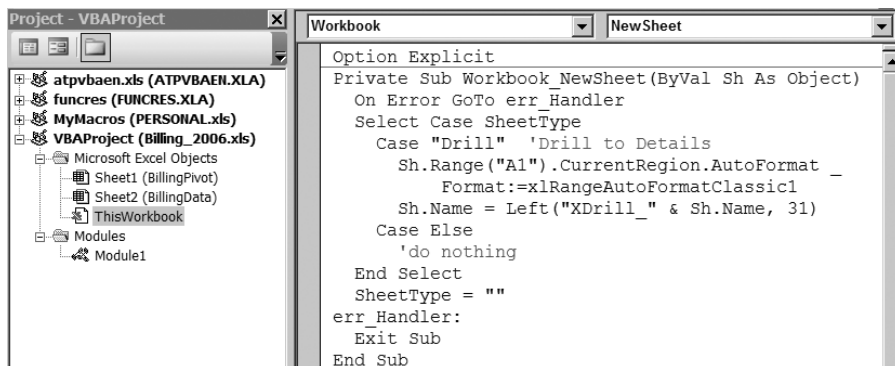 Project - VBAProject
atpvbaen.xls (ATPVBAEN.XLA)
funcres (FUNCRES.XLA)
MyMacros (PERSONAL.xls)
VBAProject (Billing_2006.xls)
Microsoft Excel Objects
Sheet1 (BillingPivot)
Sheet2 (BillingData)
ThisWorkbook
Modules
Module1
Workbook NewSheet
Option Explicit
Private Sub Workbook_NewSheet(ByVal Sh As Object)
On Error GoTo err_Handler
Select Case SheetType
Case "Drill" 'Drill to Details
Sh.Range("A1").CurrentRegion.AutoFormat _
Format:=xlRangeAutoFormatClassic1
Sh.Name = Left("XDrill_" & Sh.Name, 31)
Case Else
'do nothing
End Select
SheetType = ""
err_Handler:
Exit Sub
End Sub